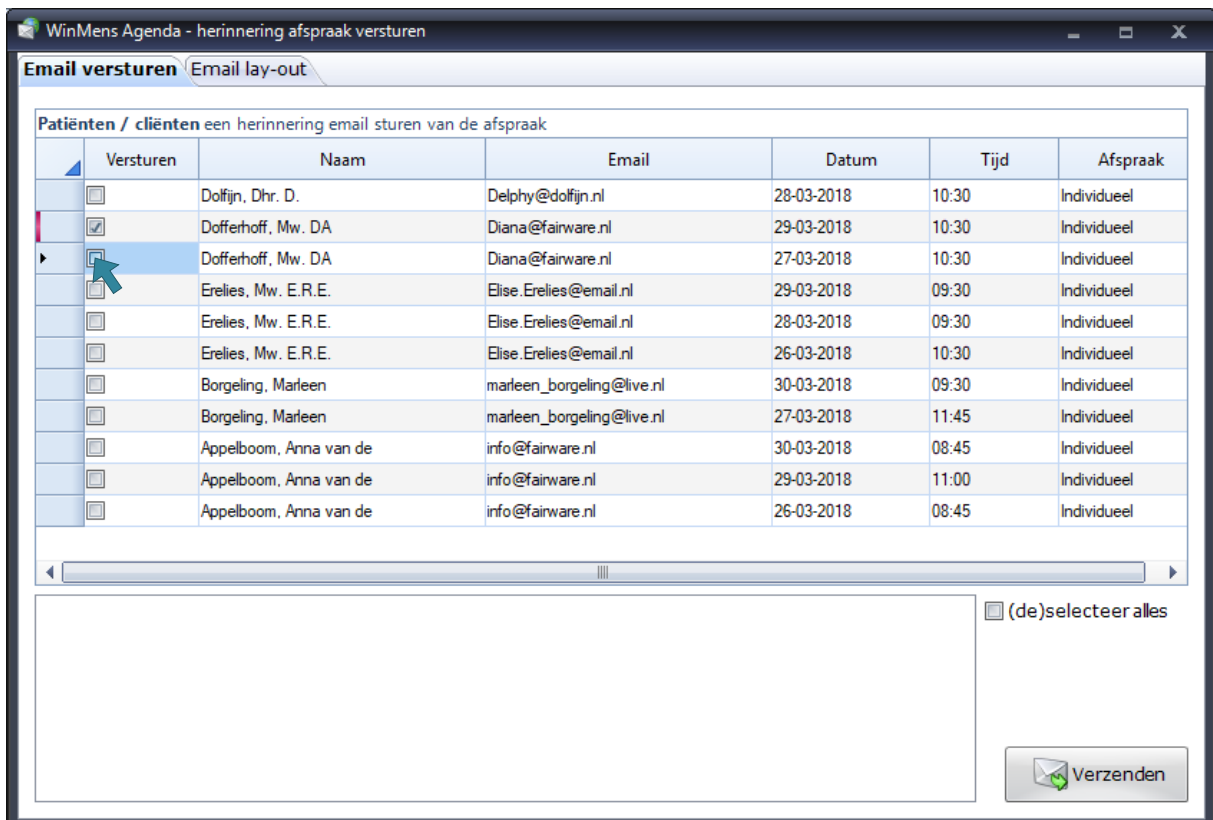 WinMens Agenda - herinnering afspraak versturen
Email versturen Email lay-out
Patiënten / cliënten een herinnering email sturen van de afspraak
Versturen Naam Email Datum Tijd Afspraak
Dolfijn, Dhr. D. Delphy@dolfijn.nl 28-03-2018 10:30 Individueel
Dofferhoff, Mw. DA Diana@fairware.nl 29-03-2018 10:30 Individueel
Dofferhoff, Mw. DA Diana@fairware.nl 27-03-2018 10:30 Individueel
Erelies, Mw. E.R.E. Elise.Erelies@email.nl 29-03-2018 09:30 Individueel
Erelies, Mw. E.R.E. Elise.Erelies@email.nl 28-03-2018 09:30 Individueel
Erelies, Mw. E.R.E. Elise.Erelies@email.nl 26-03-2018 10:30 Individueel
Borgeling, Marleen marleen_borgeling@live.nl 30-03-2018 09:30 Individueel
Borgeling, Marleen marleen_borgeling@live.nl 27-03-2018 11:45 Individueel
Appelboom, Anna van de info@fairware.nl 30-03-2018 08:45 Individueel
Appelboom, Anna van de info@fairware.nl 29-03-2018 11:00 Individueel
Appelboom, Anna van de info@fairware.nl 26-03-2018 08:45 Individueel
(de)selecteer alles
Verzenden